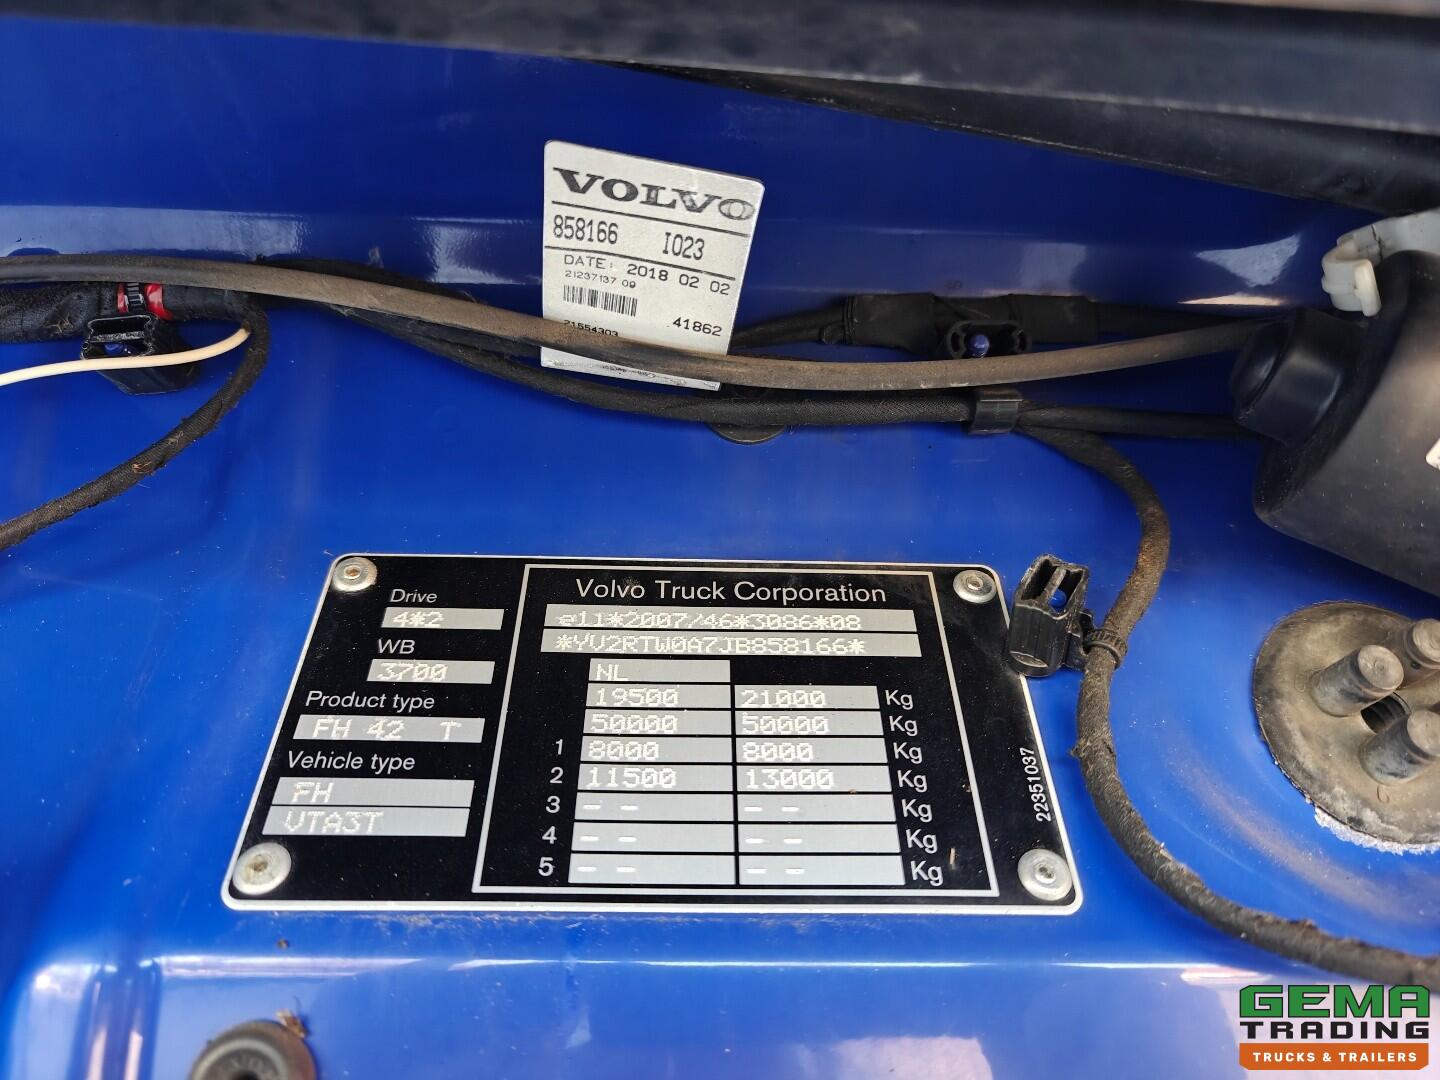 VOLVO
858166 I023
DATE: 2018 02 02
21237137 09
41862
21554303
Drive
4*2
WB
3700
Product type
FH 42 T
Vehicle type
FH
VTA3T
Volvo Truck Corporation
e11*2007/46*3086*08
*YV2RTW0A7JB858166*
NL
19500 21000 Kg
50000 50000 Kg
1 8000 8000 Kg
2 11500 13000 Kg
3 -- -- Kg
4 -- -- Kg
5 -- -- Kg
22351037
GEMA
TRADING
TRUCKS & TRAILERS